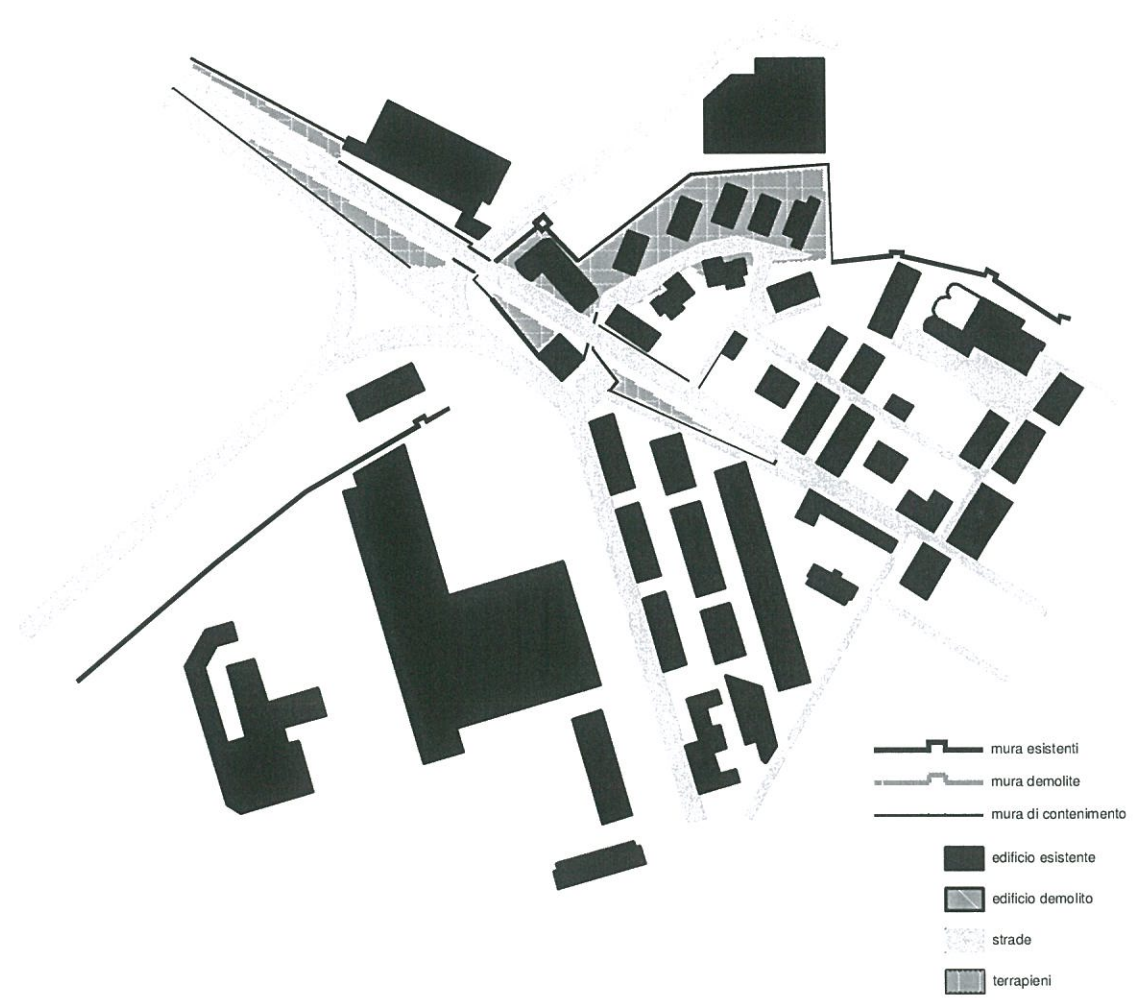 mura esistenti
mura demolite
mura di contenimento
edificio esistente
edificio demolito
strade
terrapieni